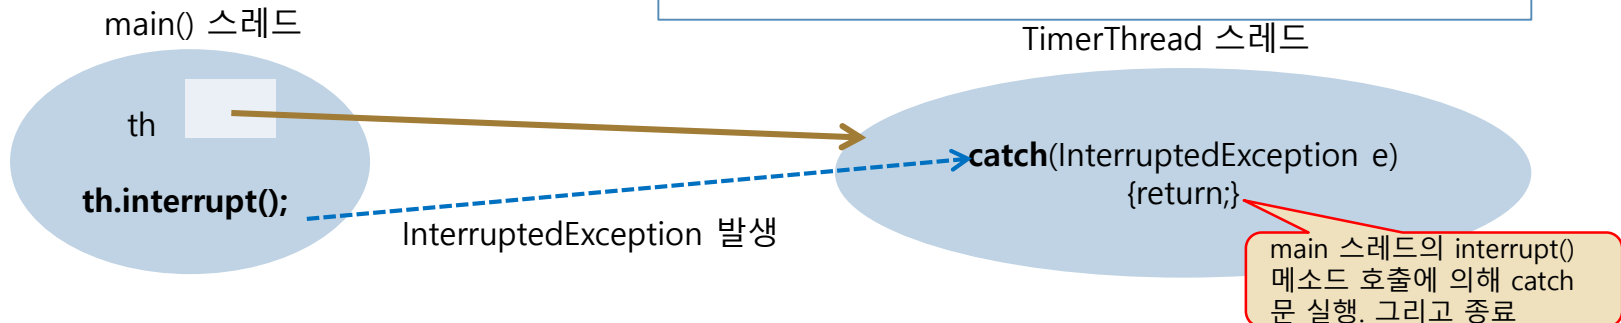 main() 스레드
TimerThread 스레드
th
th.interrupt();
InterruptedException 발생
catch(InterruptedException e)
{return;}
main 스레드의 interrupt()
메소드 호출에 의해 catch
문 실행. 그리고 종료